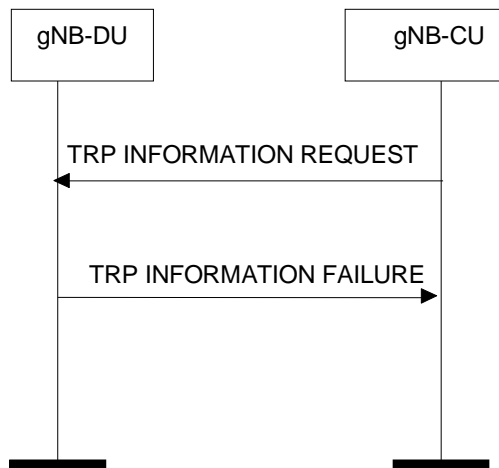 gNB-DU
gNB-CU
TRP INFORMATION REQUEST
TRP INFORMATION FAILURE